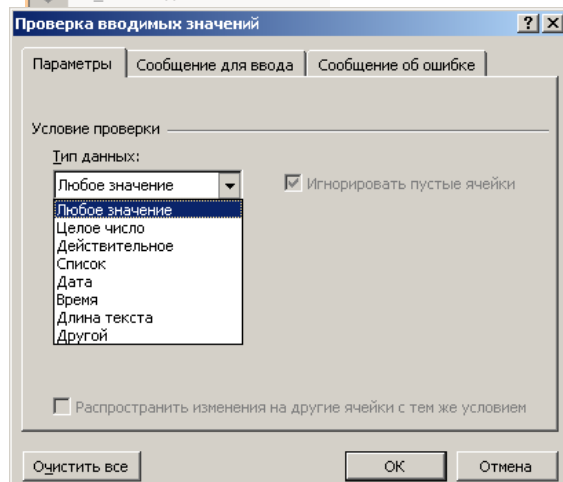 Проверка вводимых значений
Параметры
Сообщение для ввода
Сообщение об ошибке
Условие проверки
Тип данных:
Любое значение
Игнорировать пустые ячейки
Любое значение
Целое число
Действительное
Список
Дата
Время
Длина текста
Другой
Распространить изменения на другие ячейки с тем же условием
Очистить все
ОК
Отмена